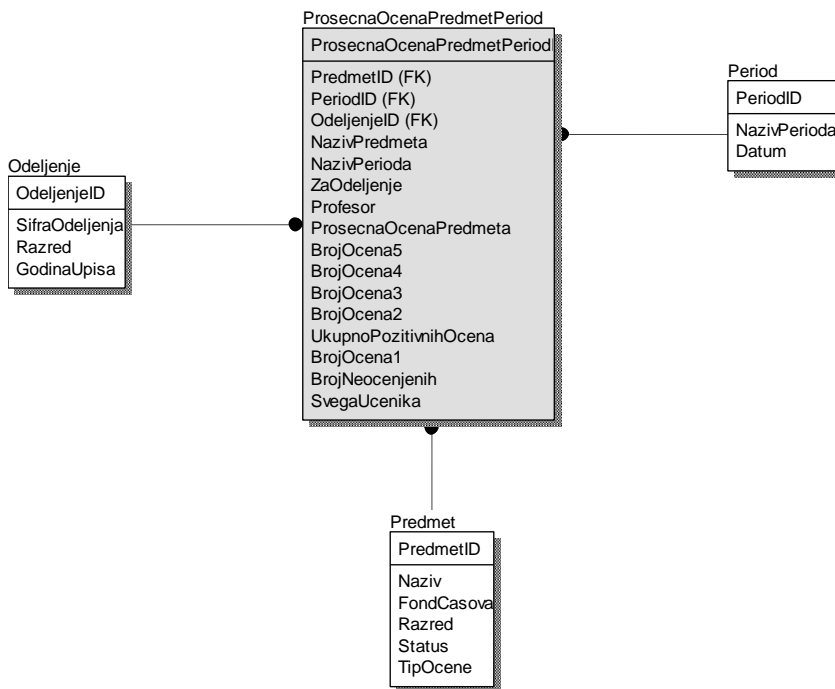 ProsecnaOcenaPredmetPeriod
ProsecnaOcenaPredmetPeriodI
PredmetID (FK)
PeriodID (FK)
OdeljenjeID (FK)
NazivPredmeta
NazivPerioda
ZaOdeljenje
Profesor
ProsecnaOcenaPredmeta
BrojOcena5
BrojOcena4
BrojOcena3
BrojOcena2
UkupnoPozitivnihOcena
BrojOcena1
BrojNeocenjenih
SvegaUcenika
Period
PeriodID
NazivPerioda
Datum
Odeljenje
OdeljenjeID
SifraOdeljenja
Razred
GodinaUpisa
Predmet
PredmetID
Naziv
FondCasova
Razred
Status
TipOcene